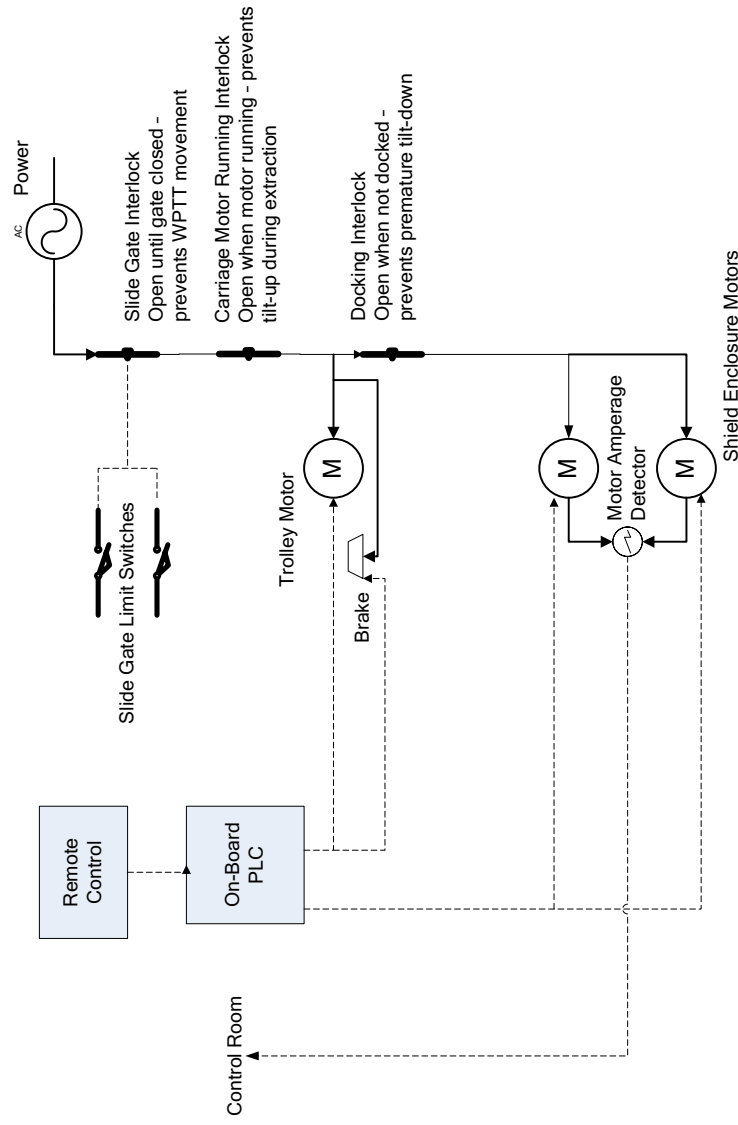 AC
Power
Slide Gate Interlock
Open until gate closed -
prevents WPTT movement
Carriage Motor Running Interlock
Open when motor running - prevents
tilt-up during extraction
Docking Interlock
Open when not docked -
prevents premature tilt-down
Slide Gate Limit Switches
Trolley Motor
M
Brake
M
Motor Amperage
Detector
M
Shield Enclosure Motors
Remote
Control
On-Board
PLC
Control Room